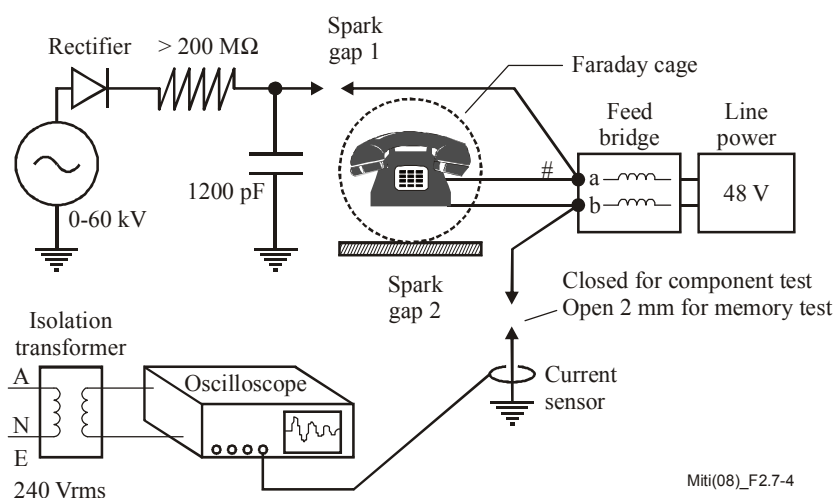 Rectifier
> 200 MΩ
Spark
gap 1
Faraday cage
Feed
bridge
Line
power
#
a
b
48 V
1200 pF
0-60 kV
Spark
gap 2
Closed for component test
Open 2 mm for memory test
Isolation
transformer
A
N
E
240 Vrms
Oscilloscope
Current
sensor
Miti(08)_F2.7-4